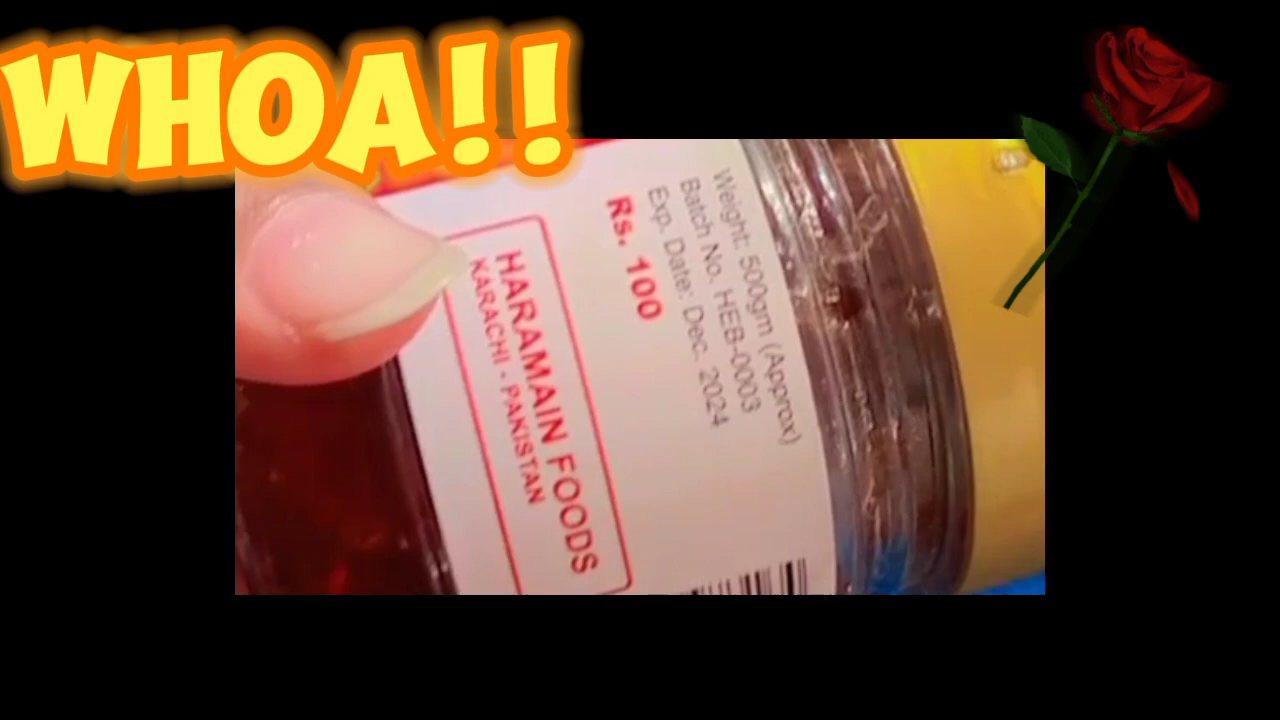 WHOA!!
Weight: 500gm (Approx)
Batch No. HEB-0003
Exp. Date: Dec. 2024
Rs. 100
HARAMAIN FOODS
KARACHI - PAKISTAN